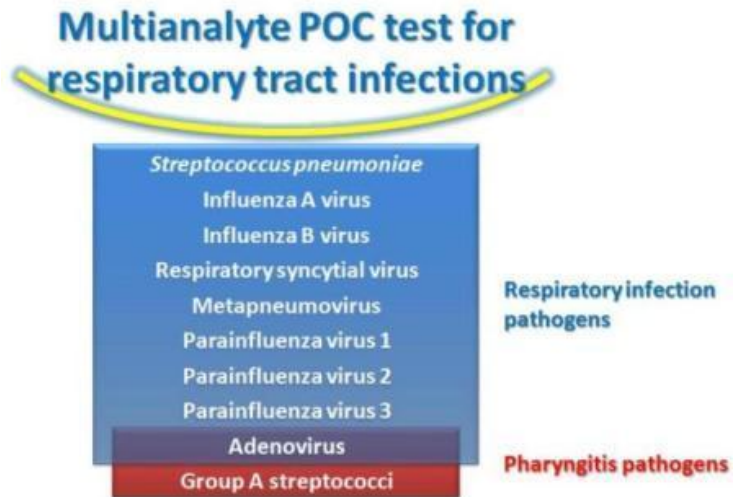 Multianalyte POC test for
respiratory tract infections
Streptococcus pneumoniae
Influenza A virus
Influenza B virus
Respiratory syncytial virus
Metapneumovirus
Parainfluenza virus 1
Parainfluenza virus 2
Parainfluenza virus 3
Adenovirus
Group A streptococci
Respiratory infection
pathogens
Pharyngitis pathogens